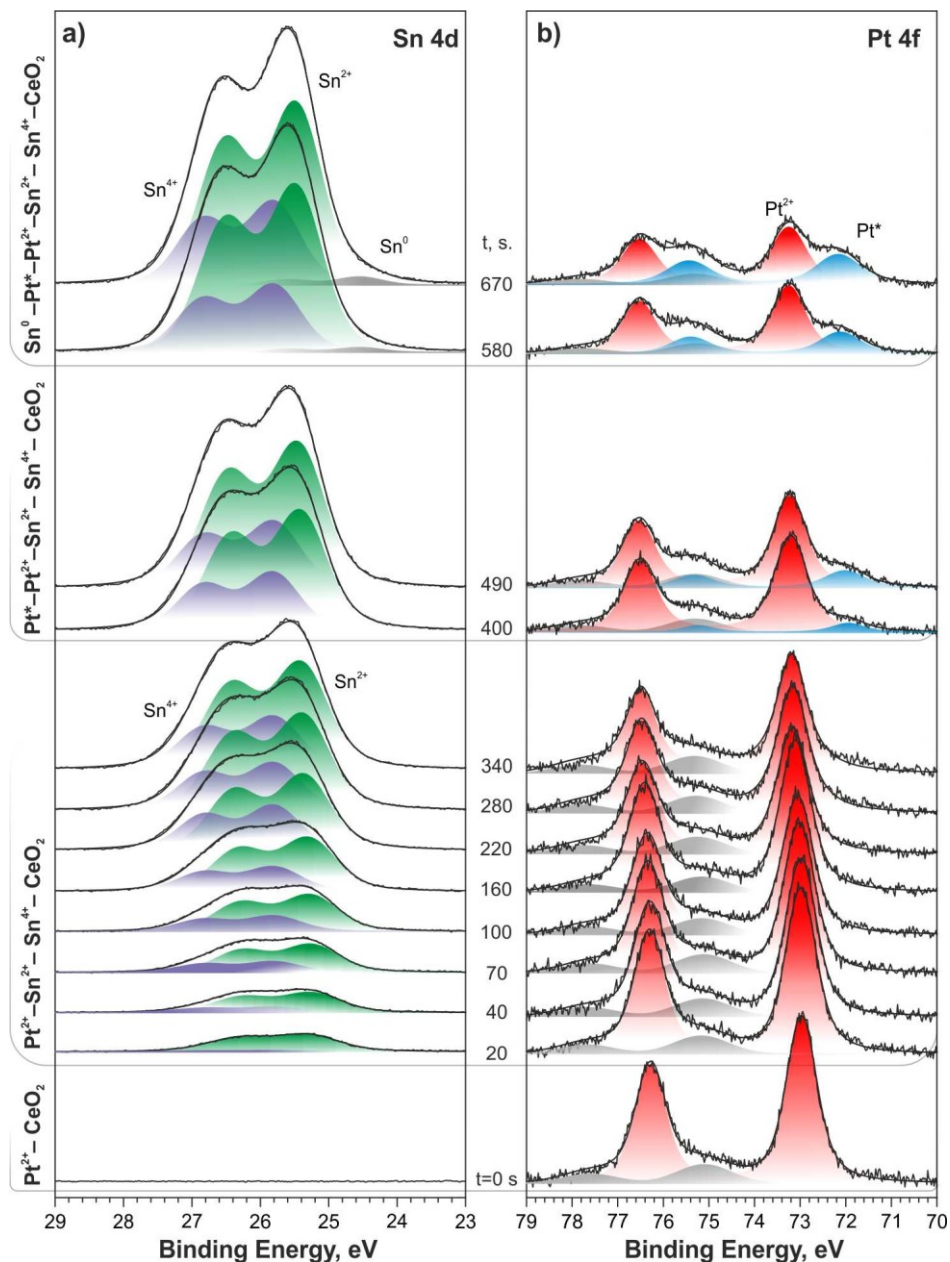 a)
Sn 4d
Sn²⁺
Sn⁴⁺
Sn⁰
Sn⁰ –Pt*–Pt²⁺–Sn²⁺– Sn⁴⁺–CeO₂
b)
Pt 4f
t, s.
Pt²⁺
Pt*
670
580
Pt*–Pt²⁺–Sn²⁺– Sn⁴⁺– CeO₂
490
400
Sn⁴⁺
Sn²⁺
Pt²⁺–Sn²⁺– Sn⁴⁺– CeO₂
340
280
220
160
100
70
40
20
Pt²⁺– CeO₂
t=0 s
29 28 27 26 25 24 23
Binding Energy, eV
79 78 77 76 75 74 73 72 71 70
Binding Energy, eV